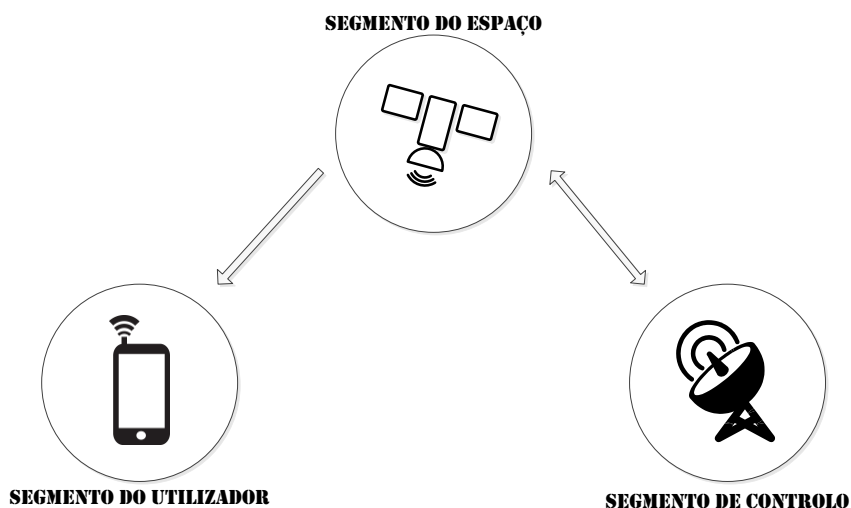 SEGMENTO DO ESPAÇO
SEGMENTO DO UTILIZADOR
SEGMENTO DE CONTROLO